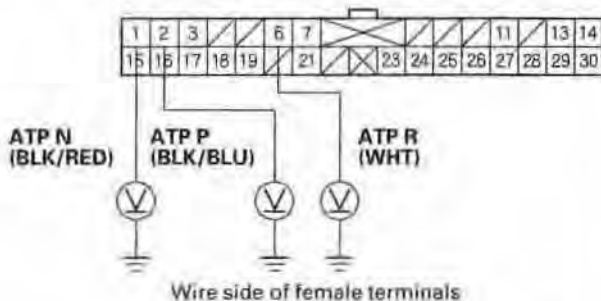 1 2 3 6 7 11 13 14
15 16 17 18 19 21 23 24 25 26 27 28 29 30
ATP N ATP P ATP R
(BLK/RED) (BLK/BLU) (WHT)
V V V
Wire side of female terminals